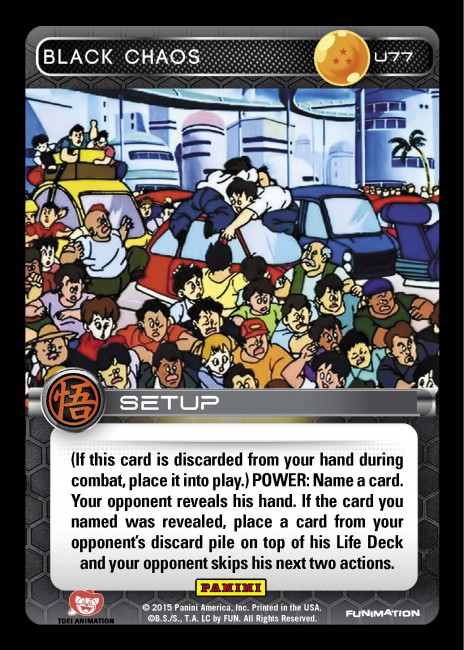 BLACK CHAOS
U77
悟
SETUP
(If this card is discarded from your hand during
combat, place it into play.) POWER: Name a card.
Your opponent reveals his hand. If the card you
named was revealed, place a card from your
opponent's discard pile on top of his Life Deck
and your opponent skips his next two actions.
PANINI
TOEI ANIMATION
© 2015 Panini America, Inc. Printed in the USA.
©B.S./S., T.A. LC by FUN. All Rights Reserved.
FUNIMATION